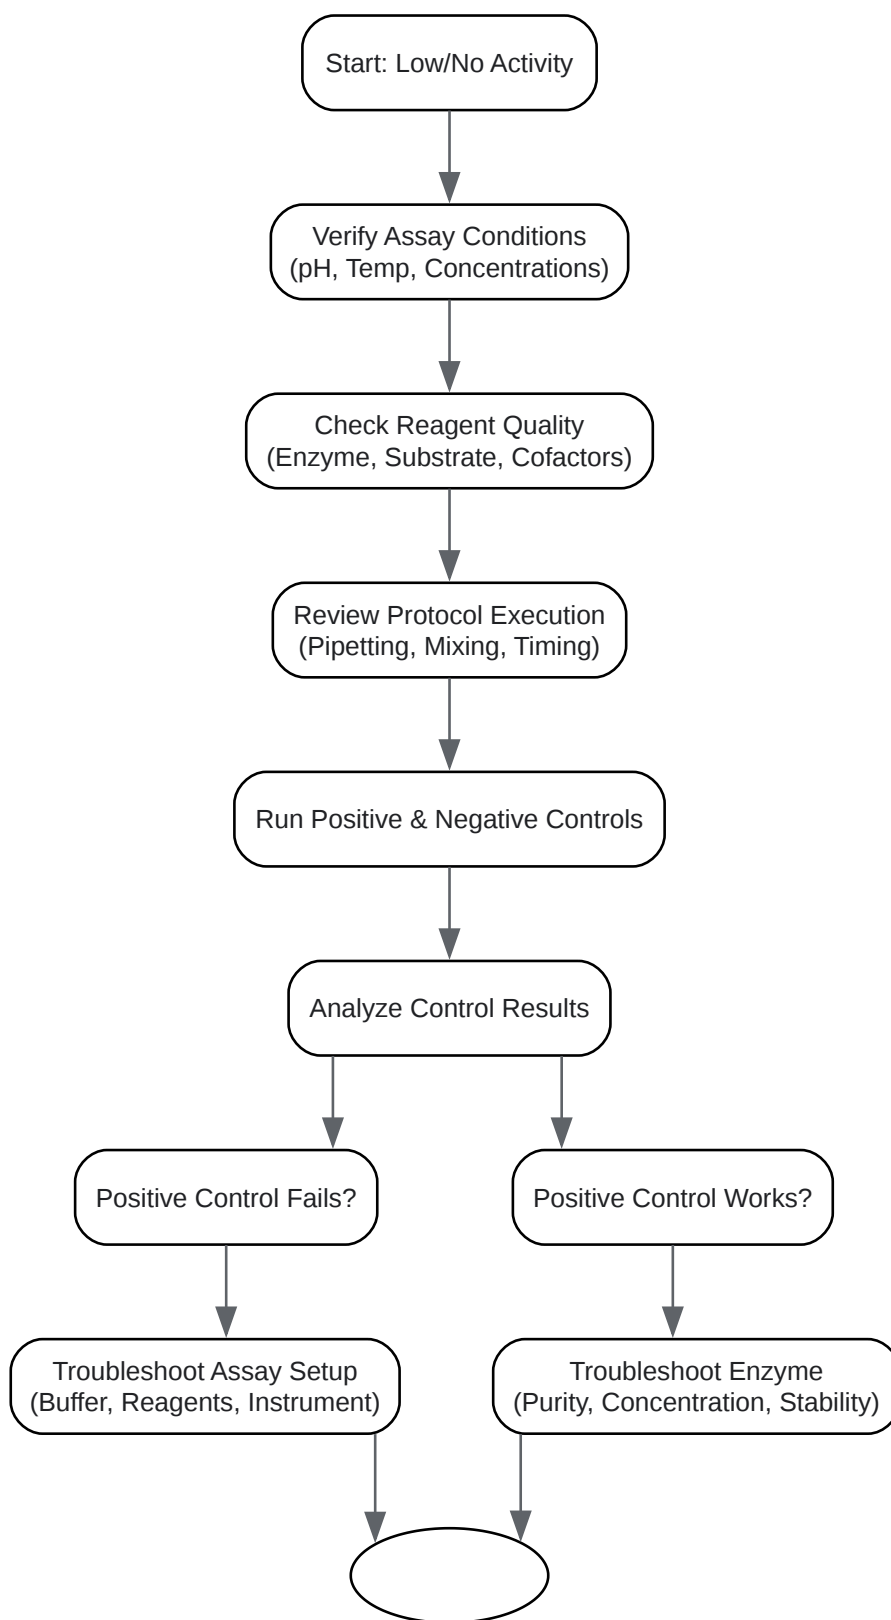 Start: Low/No Activity
Verify Assay Conditions
(pH, Temp, Concentrations)
Check Reagent Quality
(Enzyme, Substrate, Cofactors)
Review Protocol Execution
(Pipetting, Mixing, Timing)
Run Positive & Negative Controls
Analyze Control Results
Positive Control Fails?
Positive Control Works?
Troubleshoot Assay Setup
(Buffer, Reagents, Instrument)
Troubleshoot Enzyme
(Purity, Concentration, Stability)